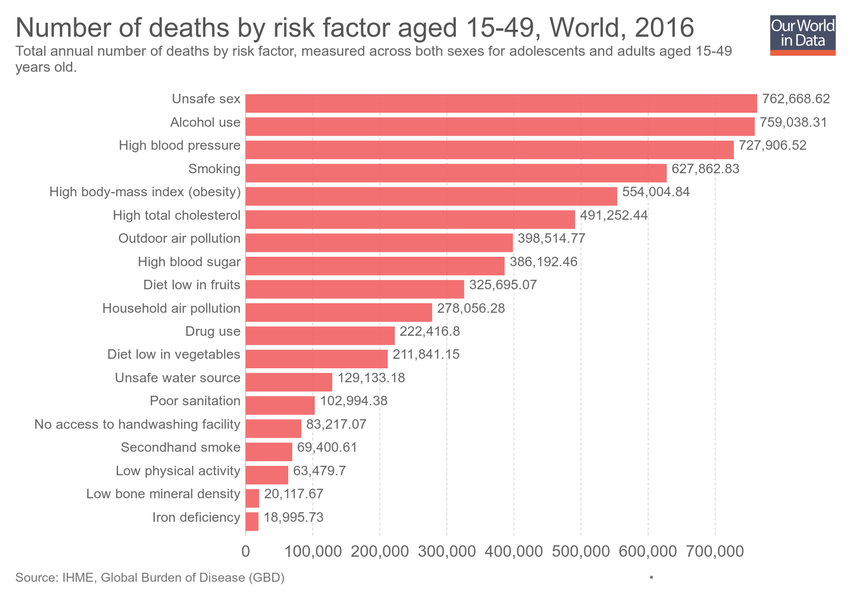 Number of deaths by risk factor aged 15-49, World, 2016
Our World
in Data
Total annual number of deaths by risk factor, measured across both sexes for adolescents and adults aged 15-49
years old.
Unsafe sex 762,668.62
Alcohol use 759,038.31
High blood pressure 727,906.52
Smoking 627,862.83
High body-mass index (obesity) 554,004.84
High total cholesterol 491,252.44
Outdoor air pollution 398,514.77
High blood sugar 386,192.46
Diet low in fruits 325,695.07
Household air pollution 278,056.28
Drug use 222,416.8
Diet low in vegetables 211,841.15
Unsafe water source 129,133.18
Poor sanitation 102,994.38
No access to handwashing facility 83,217.07
Secondhand smoke 69,400.61
Low physical activity 63,479.7
Low bone mineral density 20,117.67
Iron deficiency 18,995.73
0 100,000 200,000 300,000 400,000 500,000 600,000 700,000
Source: IHME, Global Burden of Disease (GBD)